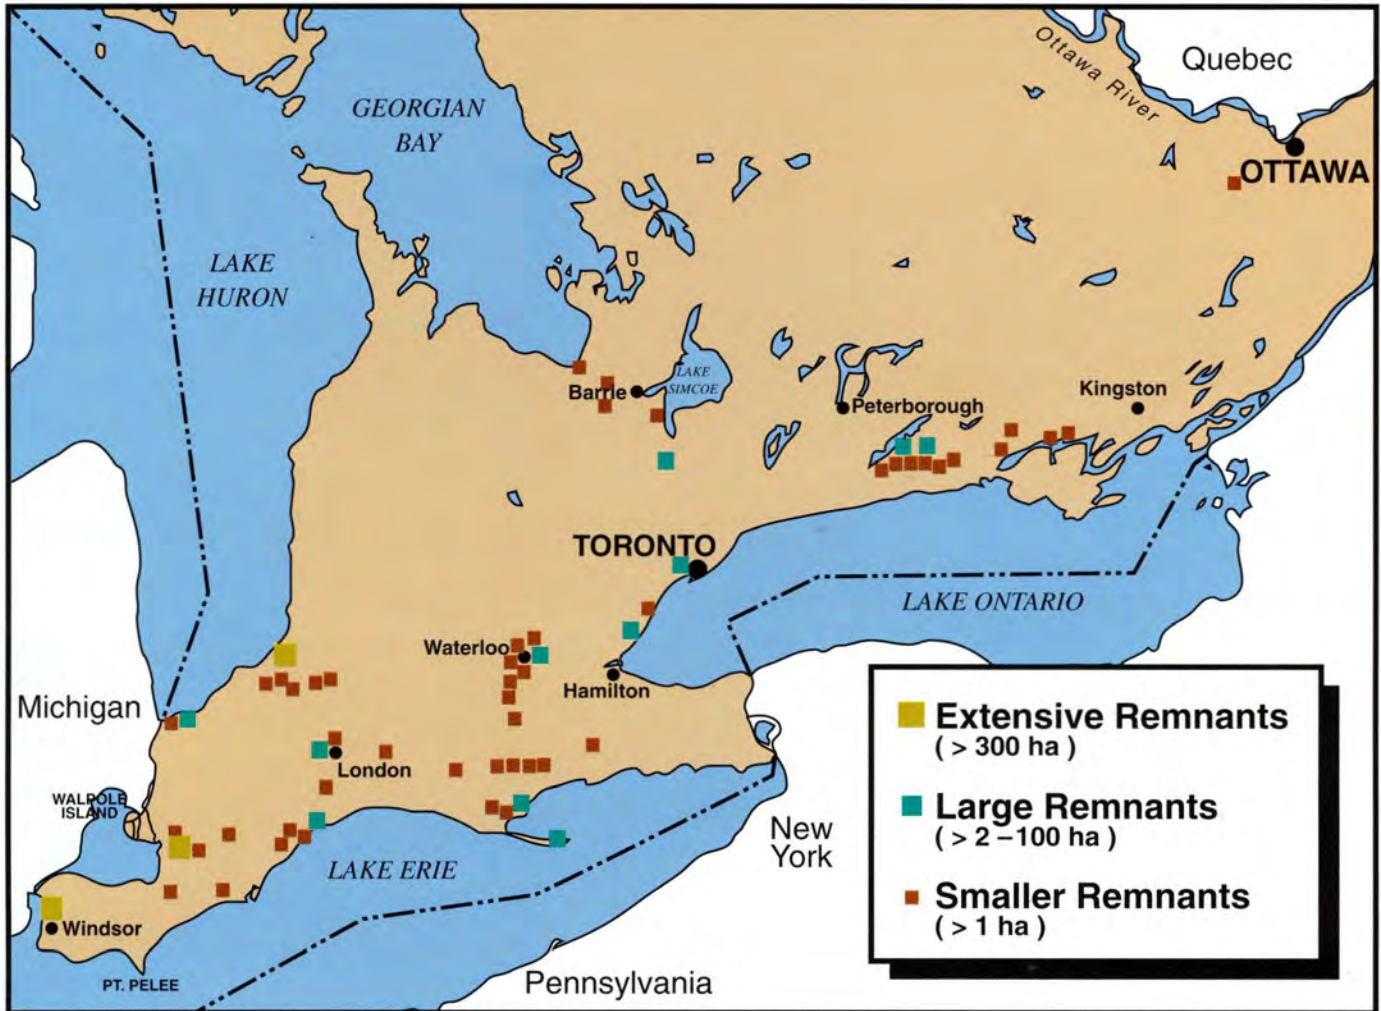 Quebec
Ottawa River
OTTAWA
GEORGIAN
BAY
LAKE
HURON
LAKE
SIMCOE
Barrie
Peterborough
Kingston
TORONTO
LAKE ONTARIO
Waterloo
Hamilton
Michigan
London
WALPOLE
ISLAND
LAKE ERIE
New
York
Windsor
PT. PELEE
Pennsylvania
Extensive Remnants
( > 300 ha )
Large Remnants
( > 2 – 100 ha )
Smaller Remnants
( > 1 ha )